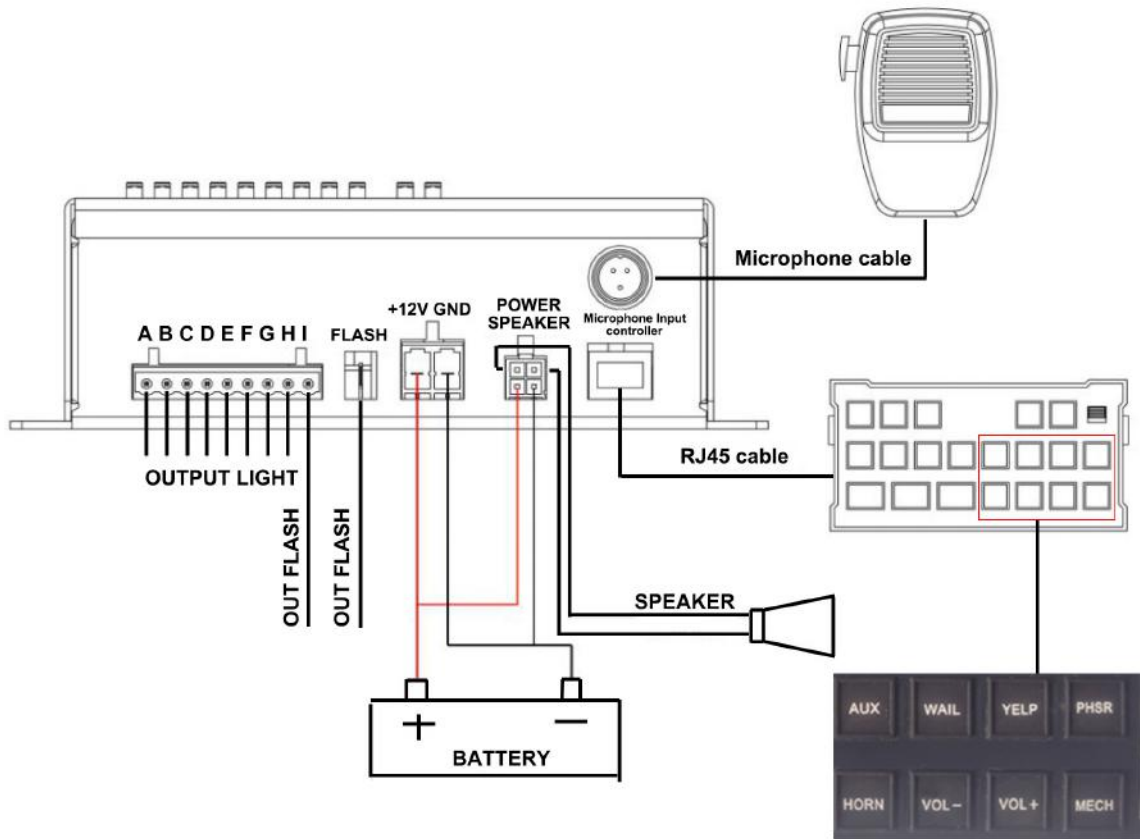 Microphone cable
+12V GND
POWER
SPEAKER
Microphone Input
controller
A B C D E F G H I
FLASH
OUTPUT LIGHT
OUT FLASH
OUT FLASH
RJ45 cable
SPEAKER
+
−
BATTERY
AUX
WAIL
YELP
PHSR
HORN
VOL−
VOL+
MECH